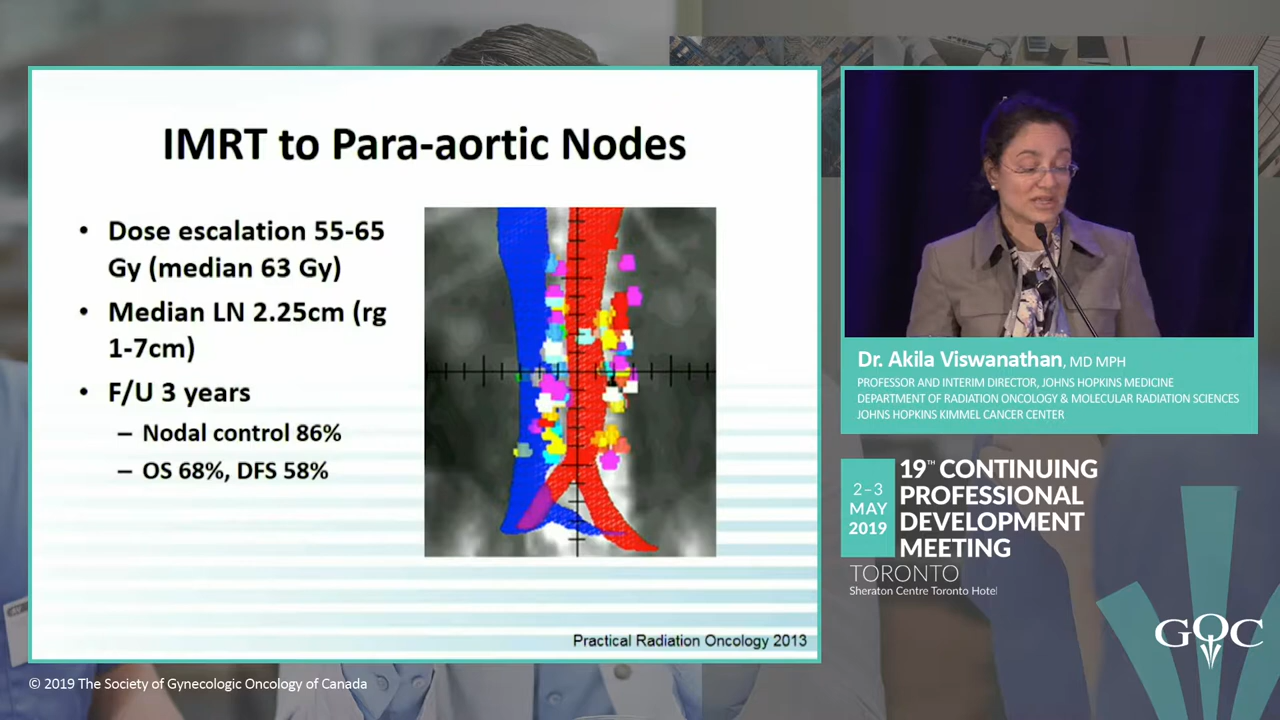 IMRT to Para-aortic Nodes
• Dose escalation 55-65
Gy (median 63 Gy)
• Median LN 2.25cm (rg
1-7cm)
• F/U 3 years
– Nodal control 86%
– OS 68%, DFS 58%
Practical Radiation Oncology 2013
Dr. Akila Viswanathan, MD MPH
PROFESSOR AND INTERIM DIRECTOR, JOHNS HOPKINS MEDICINE
DEPARTMENT OF RADIATION ONCOLOGY & MOLECULAR RADIATION SCIENCES
JOHNS HOPKINS KIMMEL CANCER CENTER
2–3
MAY
2019
19™ CONTINUING
PROFESSIONAL
DEVELOPMENT
MEETING
TORONTO
Sheraton Centre Toronto Hotel
GOC
© 2019 The Society of Gynecologic Oncology of Canada